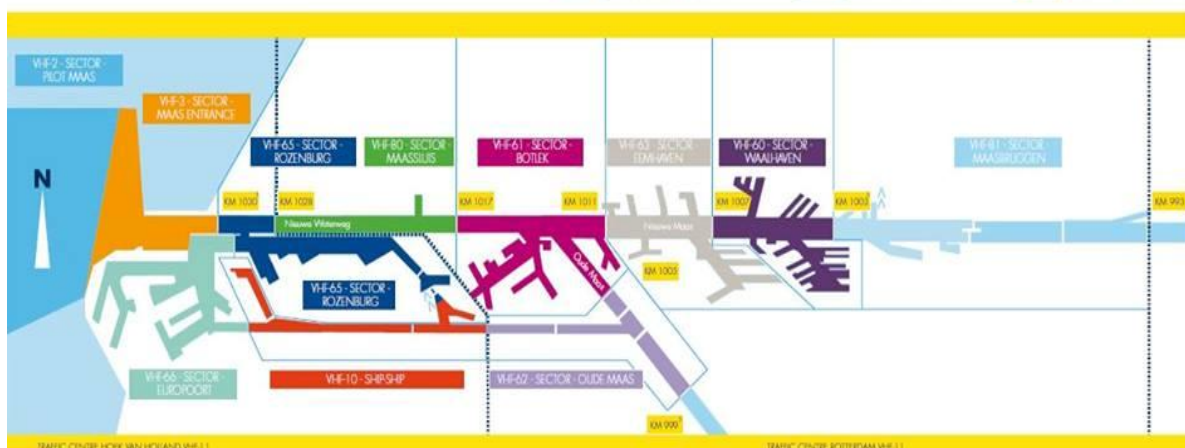 VHF-2 - SECTOR -
PILOT MAAS
VHF-3 - SECTOR -
MAAS ENTRANCE
VHF-65 - SECTOR -
ROZENBURG
VHF-80 - SECTOR -
MAASSLUIS
VHF-61 - SECTOR -
BOTLEK
VHF-63 - SECTOR
EEMHAVEN
VHF-60 - SECTOR -
WAALHAVEN
VHF-81 - SECTOR
MAASBRUGGEN
N
KM 1030
KM 1028
KM 1017
KM 1011
KM 1007
KM 1003
KM 993
Nieuwe Waterweg
Nieuwe Maas
Oude Maas
KM 1005
VHF-65 - SECTOR -
ROZENBURG
VHF-66 - SECTOR -
EUROPOORT
VHF-10 - SHIP-SHIP
VHF-62 - SECTOR - OUDE MAAS
KM 999
TRAFFIC CENTRE HOEK VAN HOLLAND VHF-11
TRAFFIC CENTRE ROTTERDAM VHF-11